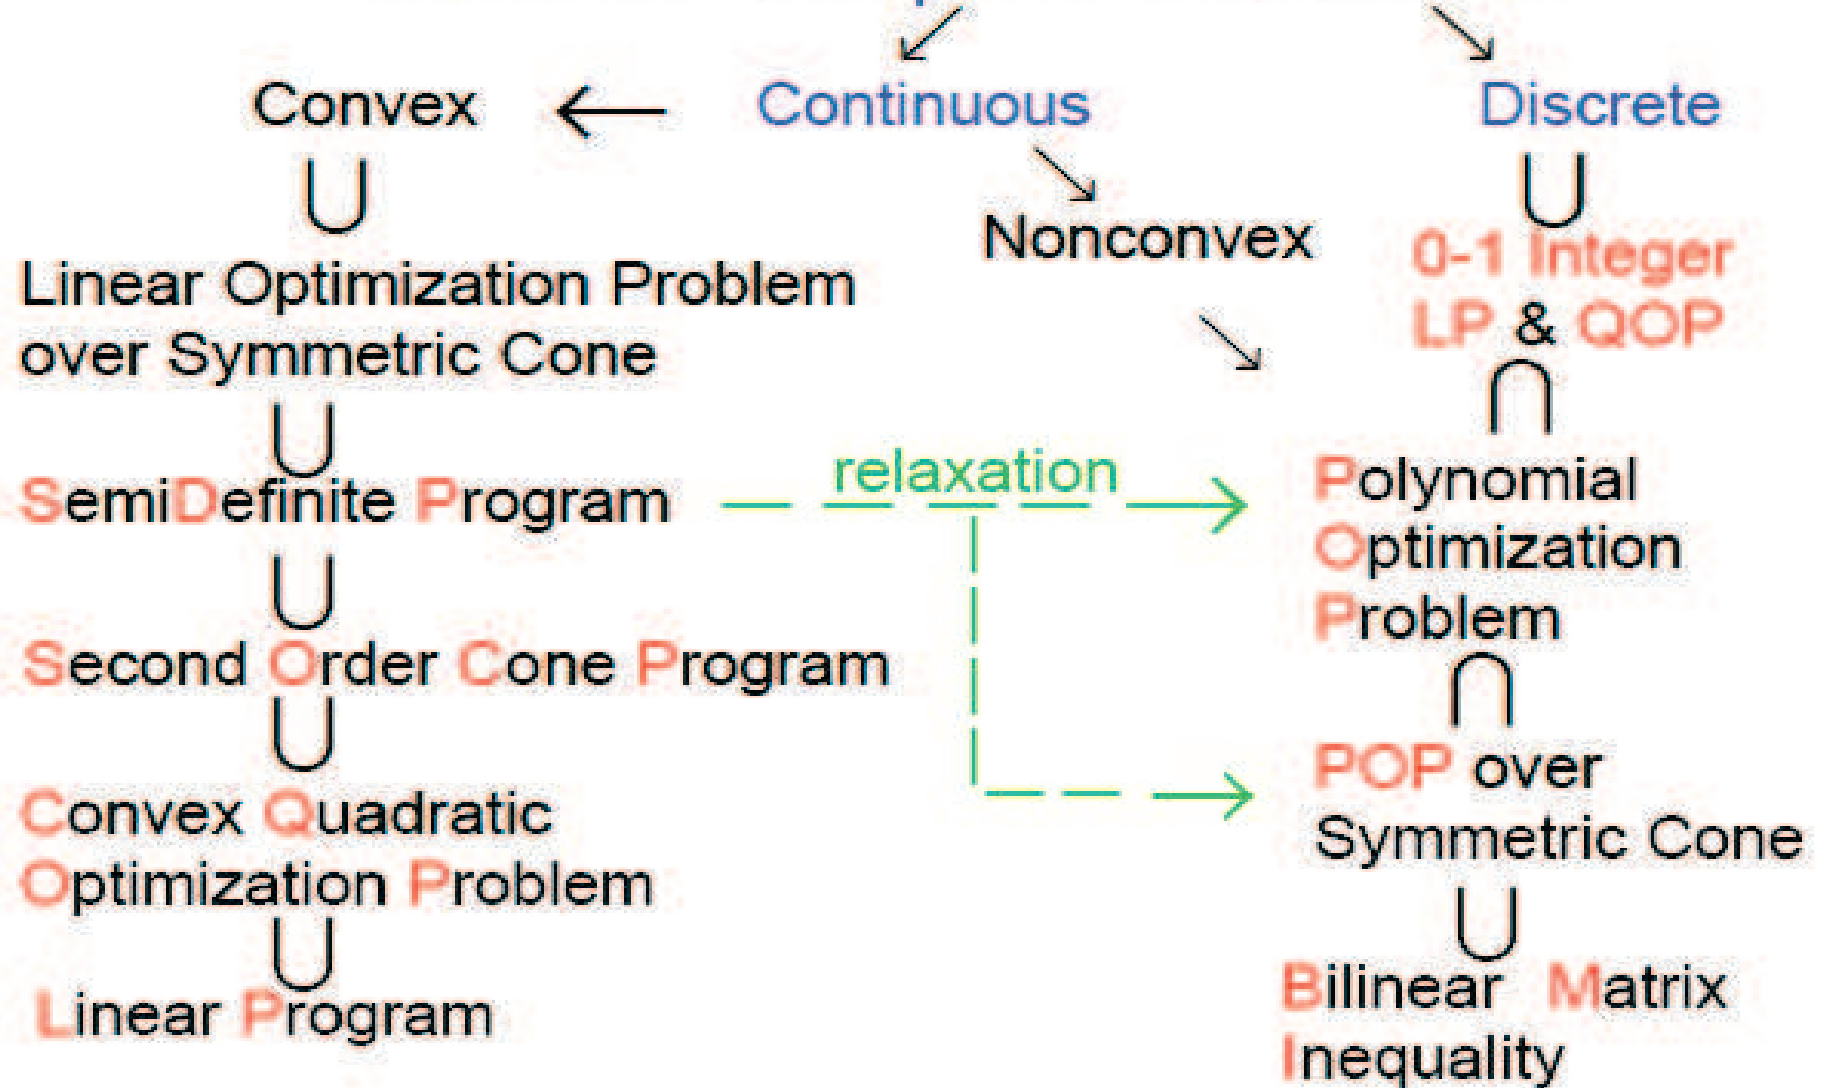 Convex
Continuous
Discrete
Nonconvex
0-1 Integer
LP & QOP
Linear Optimization Problem
over Symmetric Cone
SemiDefinite Program
relaxation
Polynomial
Optimization
Problem
Second Order Cone Program
POP over
Symmetric Cone
Convex Quadratic
Optimization Problem
Linear Program
Bilinear Matrix
Inequality